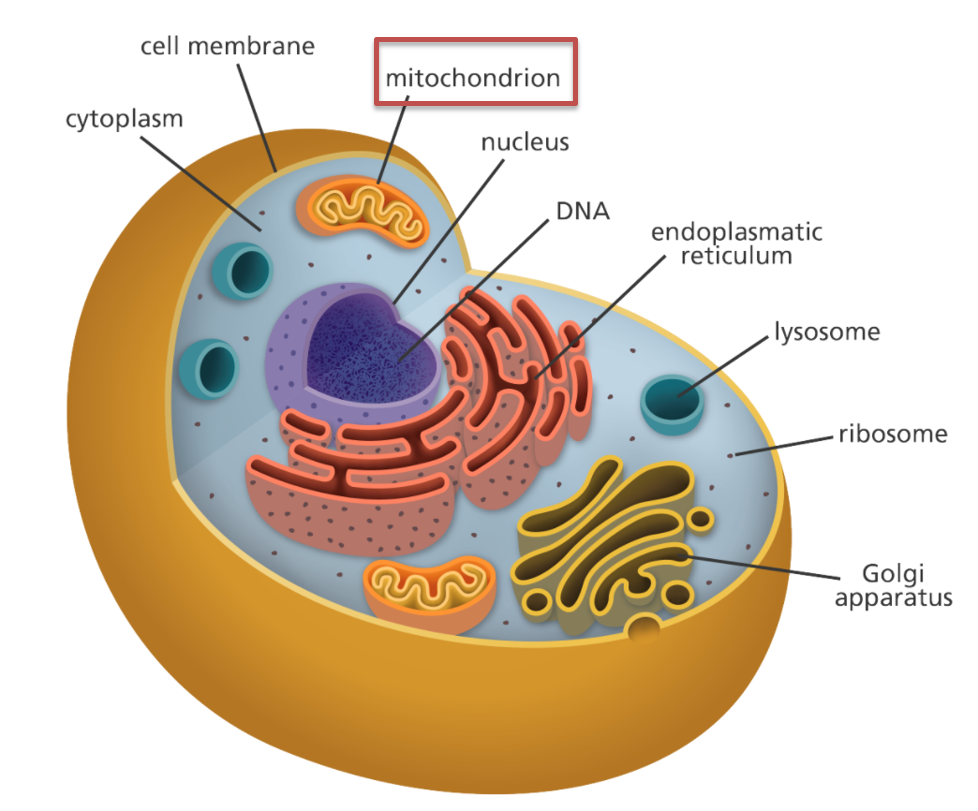 cell membrane
mitochondrion
cytoplasm
nucleus
DNA
endoplasmatic
reticulum
lysosome
ribosome
Golgi
apparatus